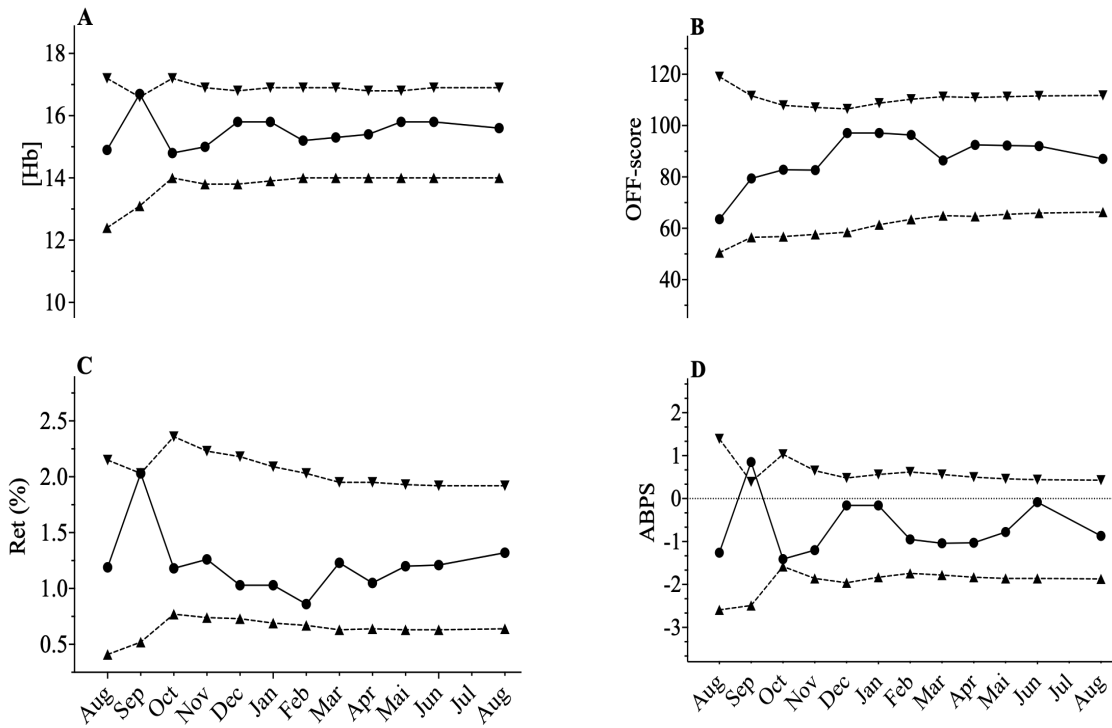 A
[Hb]
18
16
14
12
10
B
OFF-score
120
100
80
60
40
C
Ret (%)
2.5
2.0
1.5
1.0
0.5
Aug Sep Oct Nov Dec Jan Feb Mar Apr Mai Jun Jul Aug
D
ABPS
2
1
0
-1
-2
-3
Aug Sep Oct Nov Dec Jan Feb Mar Apr Mai Jun Jul Aug